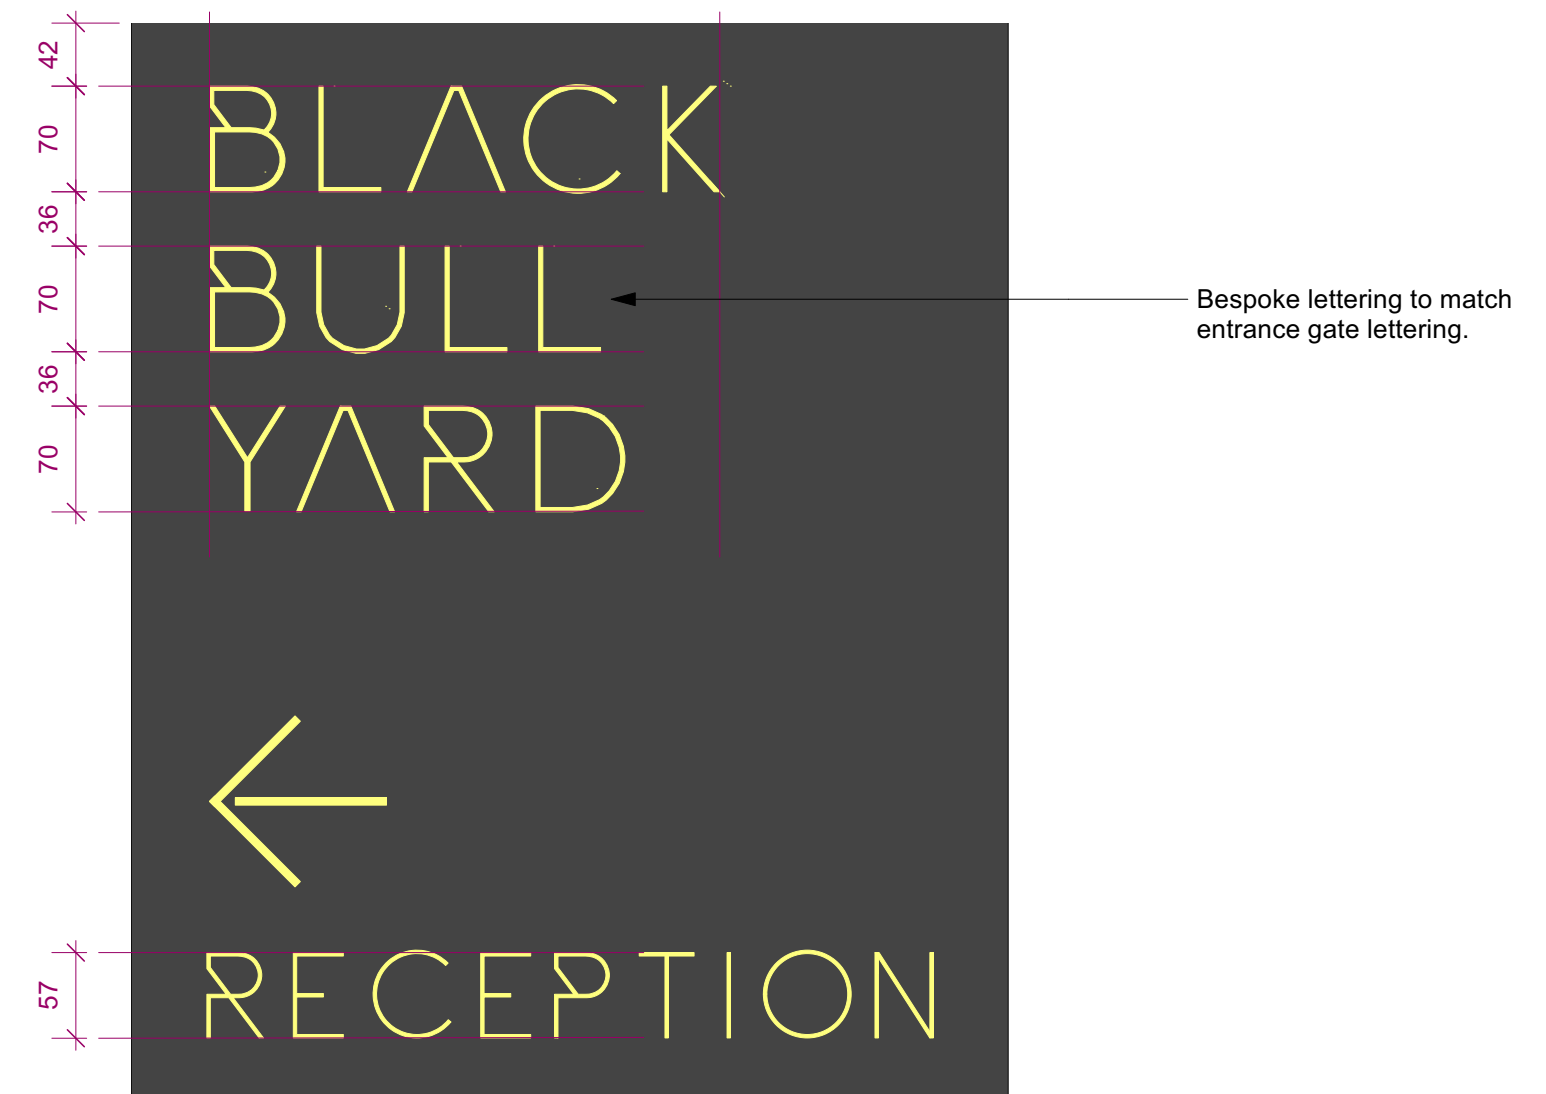 42
70
BLACK
36
70
BULL
Bespoke lettering to match
entrance gate lettering.
36
70
YARD
57
RECEPTION